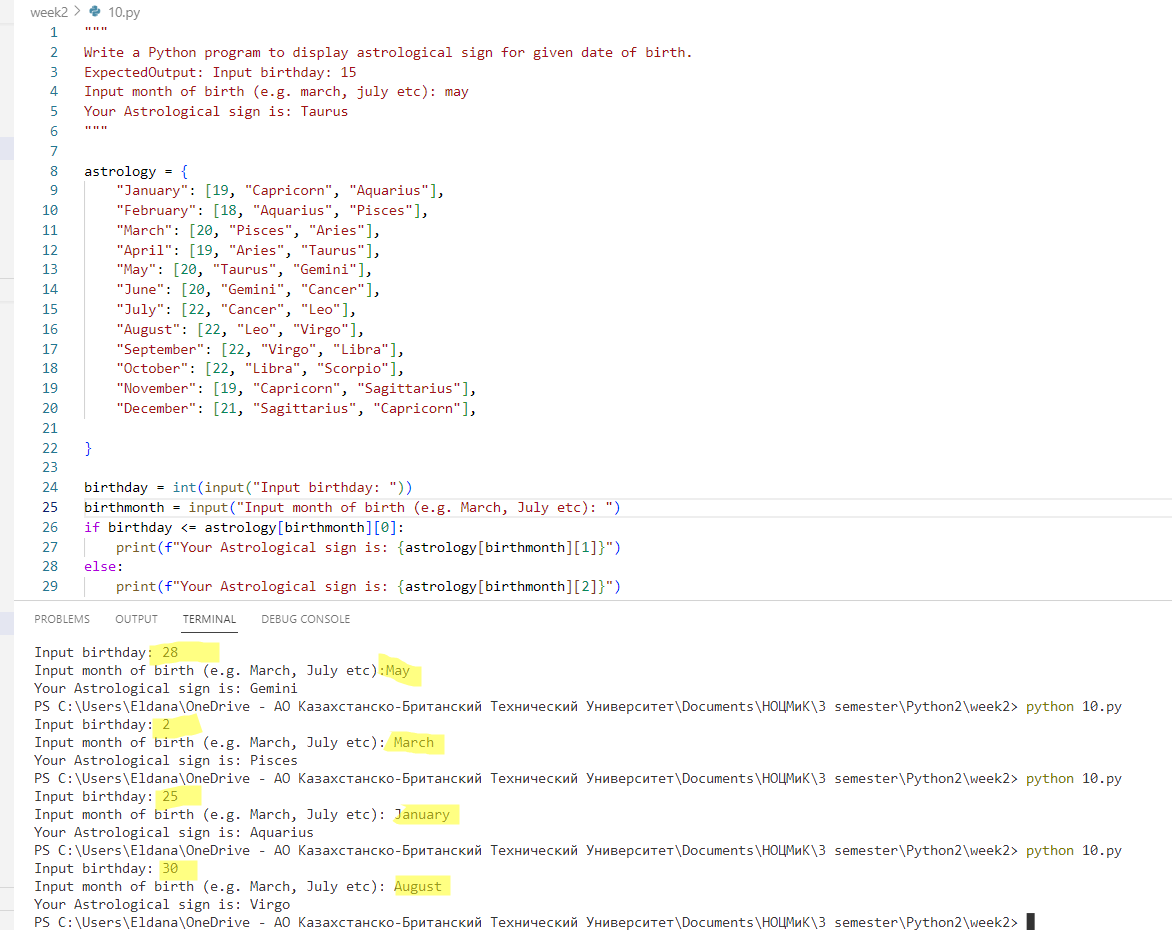 week2 > 10.py
1 """
2 Write a Python program to display astrological sign for given date of birth.
3 ExpectedOutput: Input birthday: 15
4 Input month of birth (e.g. march, july etc): may
5 Your Astrological sign is: Taurus
6 """
7
8 astrology = {
9     "January": [19, "Capricorn", "Aquarius"],
10     "February": [18, "Aquarius", "Pisces"],
11     "March": [20, "Pisces", "Aries"],
12     "April": [19, "Aries", "Taurus"],
13     "May": [20, "Taurus", "Gemini"],
14     "June": [20, "Gemini", "Cancer"],
15     "July": [22, "Cancer", "Leo"],
16     "August": [22, "Leo", "Virgo"],
17     "September": [22, "Virgo", "Libra"],
18     "October": [22, "Libra", "Scorpio"],
19     "November": [19, "Capricorn", "Sagittarius"],
20     "December": [21, "Sagittarius", "Capricorn"],
21
22 }
23
24 birthday = int(input("Input birthday: "))
25 birthmonth = input("Input month of birth (e.g. March, July etc): ")
26 if birthday <= astrology[birthmonth][0]:
27     print(f"Your Astrological sign is: {astrology[birthmonth][1]}")
28 else:
29     print(f"Your Astrological sign is: {astrology[birthmonth][2]}")
PROBLEMS OUTPUT TERMINAL DEBUG CONSOLE
Input birthday: 28
Input month of birth (e.g. March, July etc):May
Your Astrological sign is: Gemini
PS C:\Users\Eldana\OneDrive - АО Казахстанско-Британский Технический Университет\Documents\НОЦМиК\3 semester\Python2\week2> python 10.py
Input birthday: 2
Input month of birth (e.g. March, July etc): March
Your Astrological sign is: Pisces
PS C:\Users\Eldana\OneDrive - АО Казахстанско-Британский Технический Университет\Documents\НОЦМиК\3 semester\Python2\week2> python 10.py
Input birthday: 25
Input month of birth (e.g. March, July etc): January
Your Astrological sign is: Aquarius
PS C:\Users\Eldana\OneDrive - АО Казахстанско-Британский Технический Университет\Documents\НОЦМиК\3 semester\Python2\week2> python 10.py
Input birthday: 30
Input month of birth (e.g. March, July etc): August
Your Astrological sign is: Virgo
PS C:\Users\Eldana\OneDrive - АО Казахстанско-Британский Технический Университет\Documents\НОЦМиК\3 semester\Python2\week2>